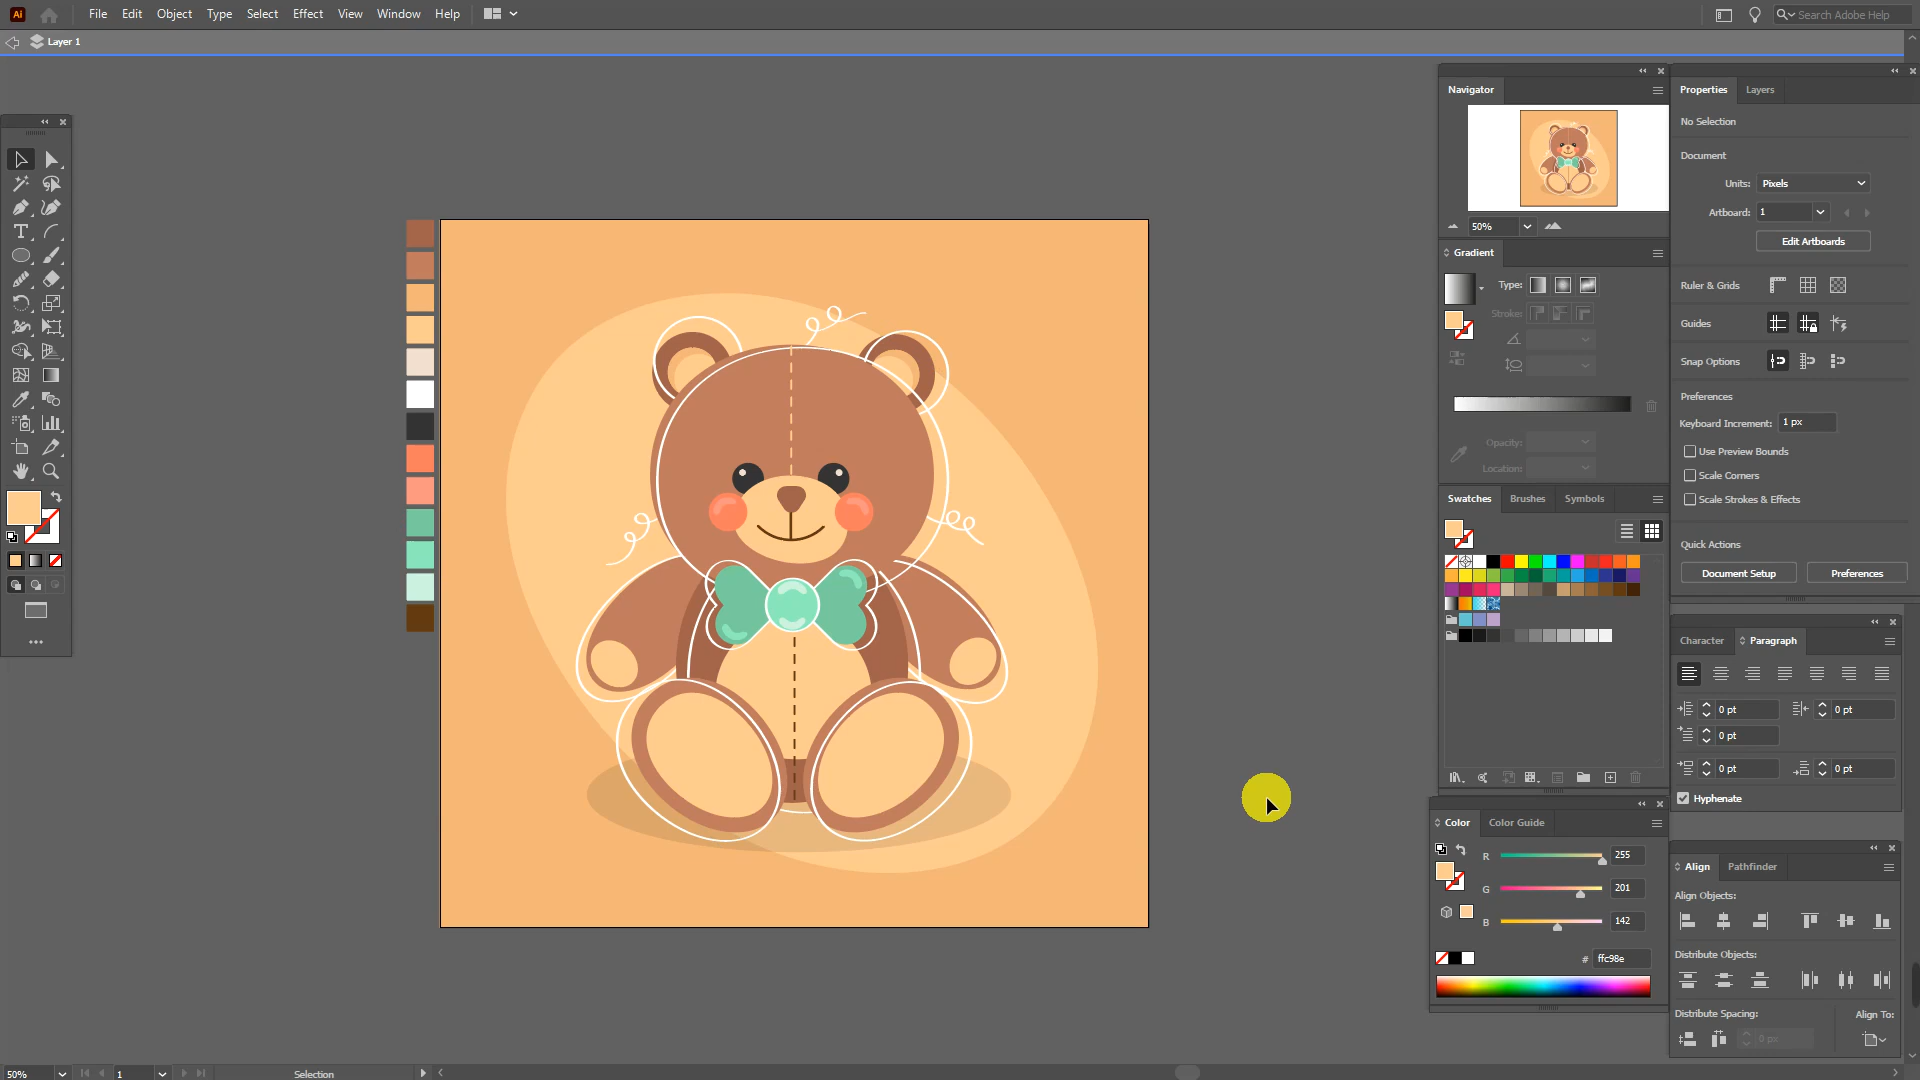 Ai File Edit Object Type Select Effect View Window Help Search Adobe Help
Layer 1
Navigator
50%
Gradient
Type:
Stroke:
Opacity:
Location:
Swatches Brushes Symbols
Color Color Guide
R 255
G 201
B 142
# ffc98e
Properties Layers
No Selection
Document
Units: Pixels
Artboard: 1
Edit Artboards
Ruler & Grids
Guides
Snap Options
Preferences
Keyboard Increment: 1 px
Use Preview Bounds
Scale Corners
Scale Strokes & Effects
Quick Actions
Document Setup Preferences
Character Paragraph
0 pt 0 pt
0 pt
0 pt 0 pt
Hyphenate
Align Pathfinder
Align Objects:
Distribute Objects:
Distribute Spacing: Align To:
0 px
50% 1 Selection